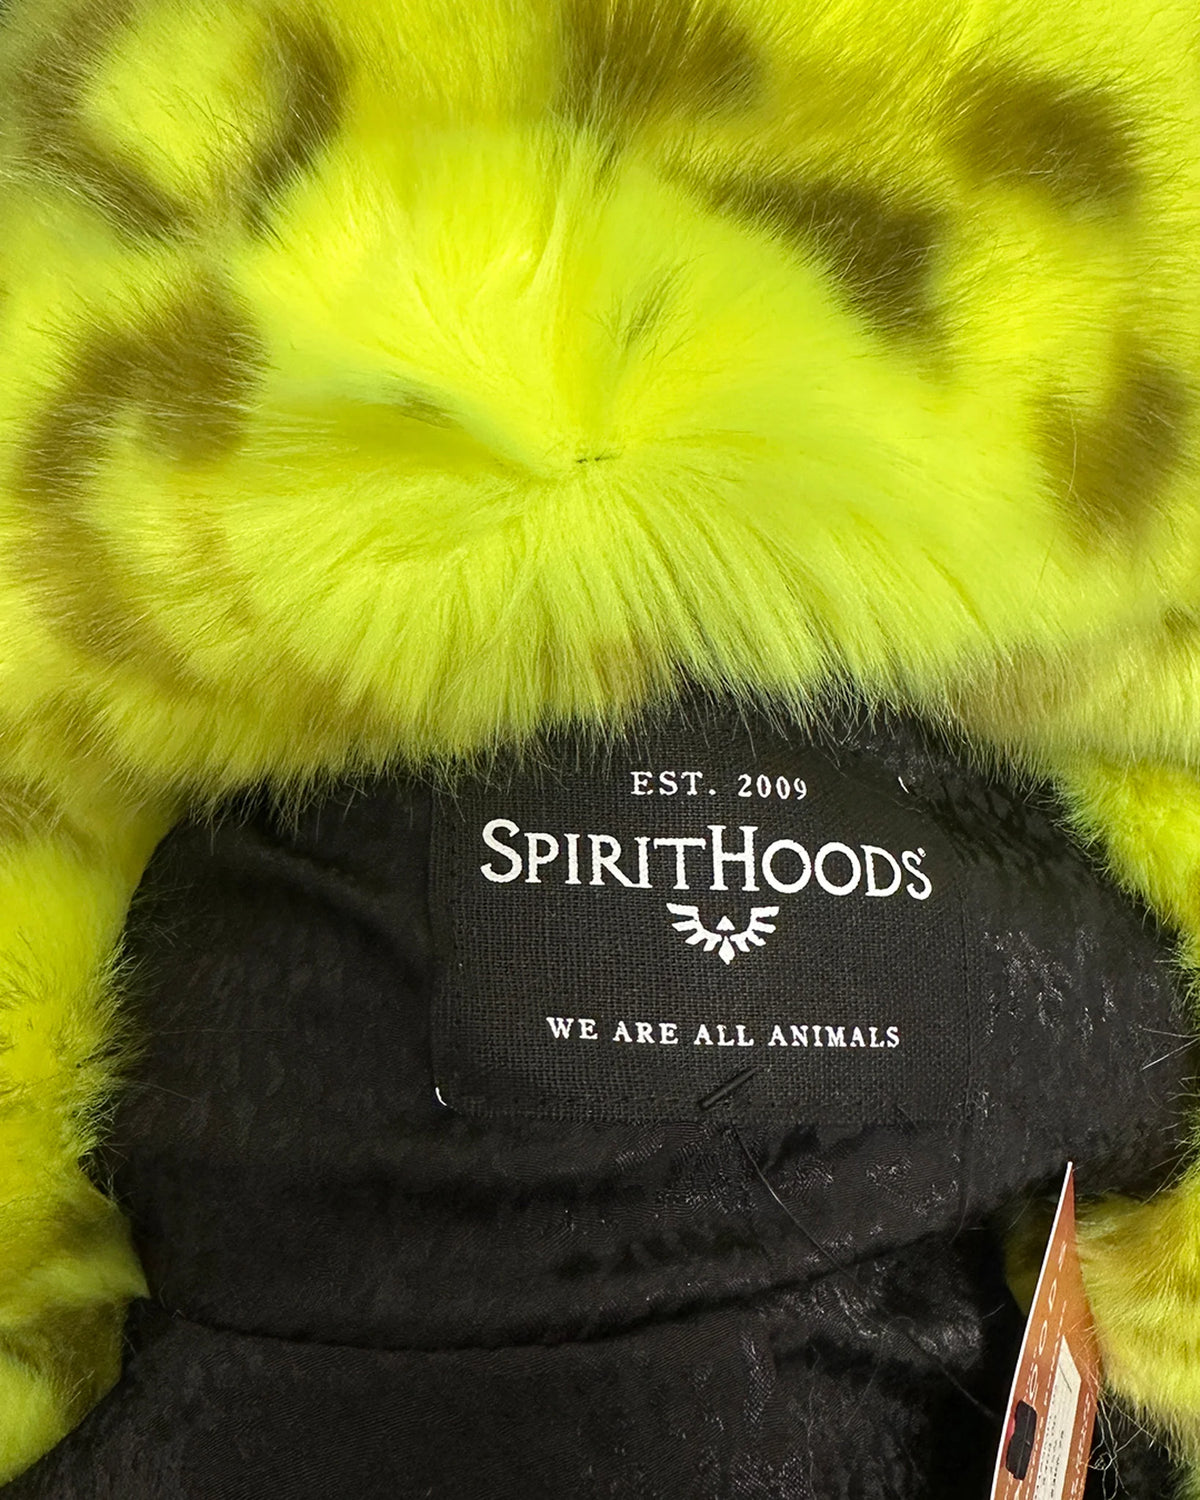 EST. 2009
SPIRITHOODS
WE ARE ALL ANIMALS